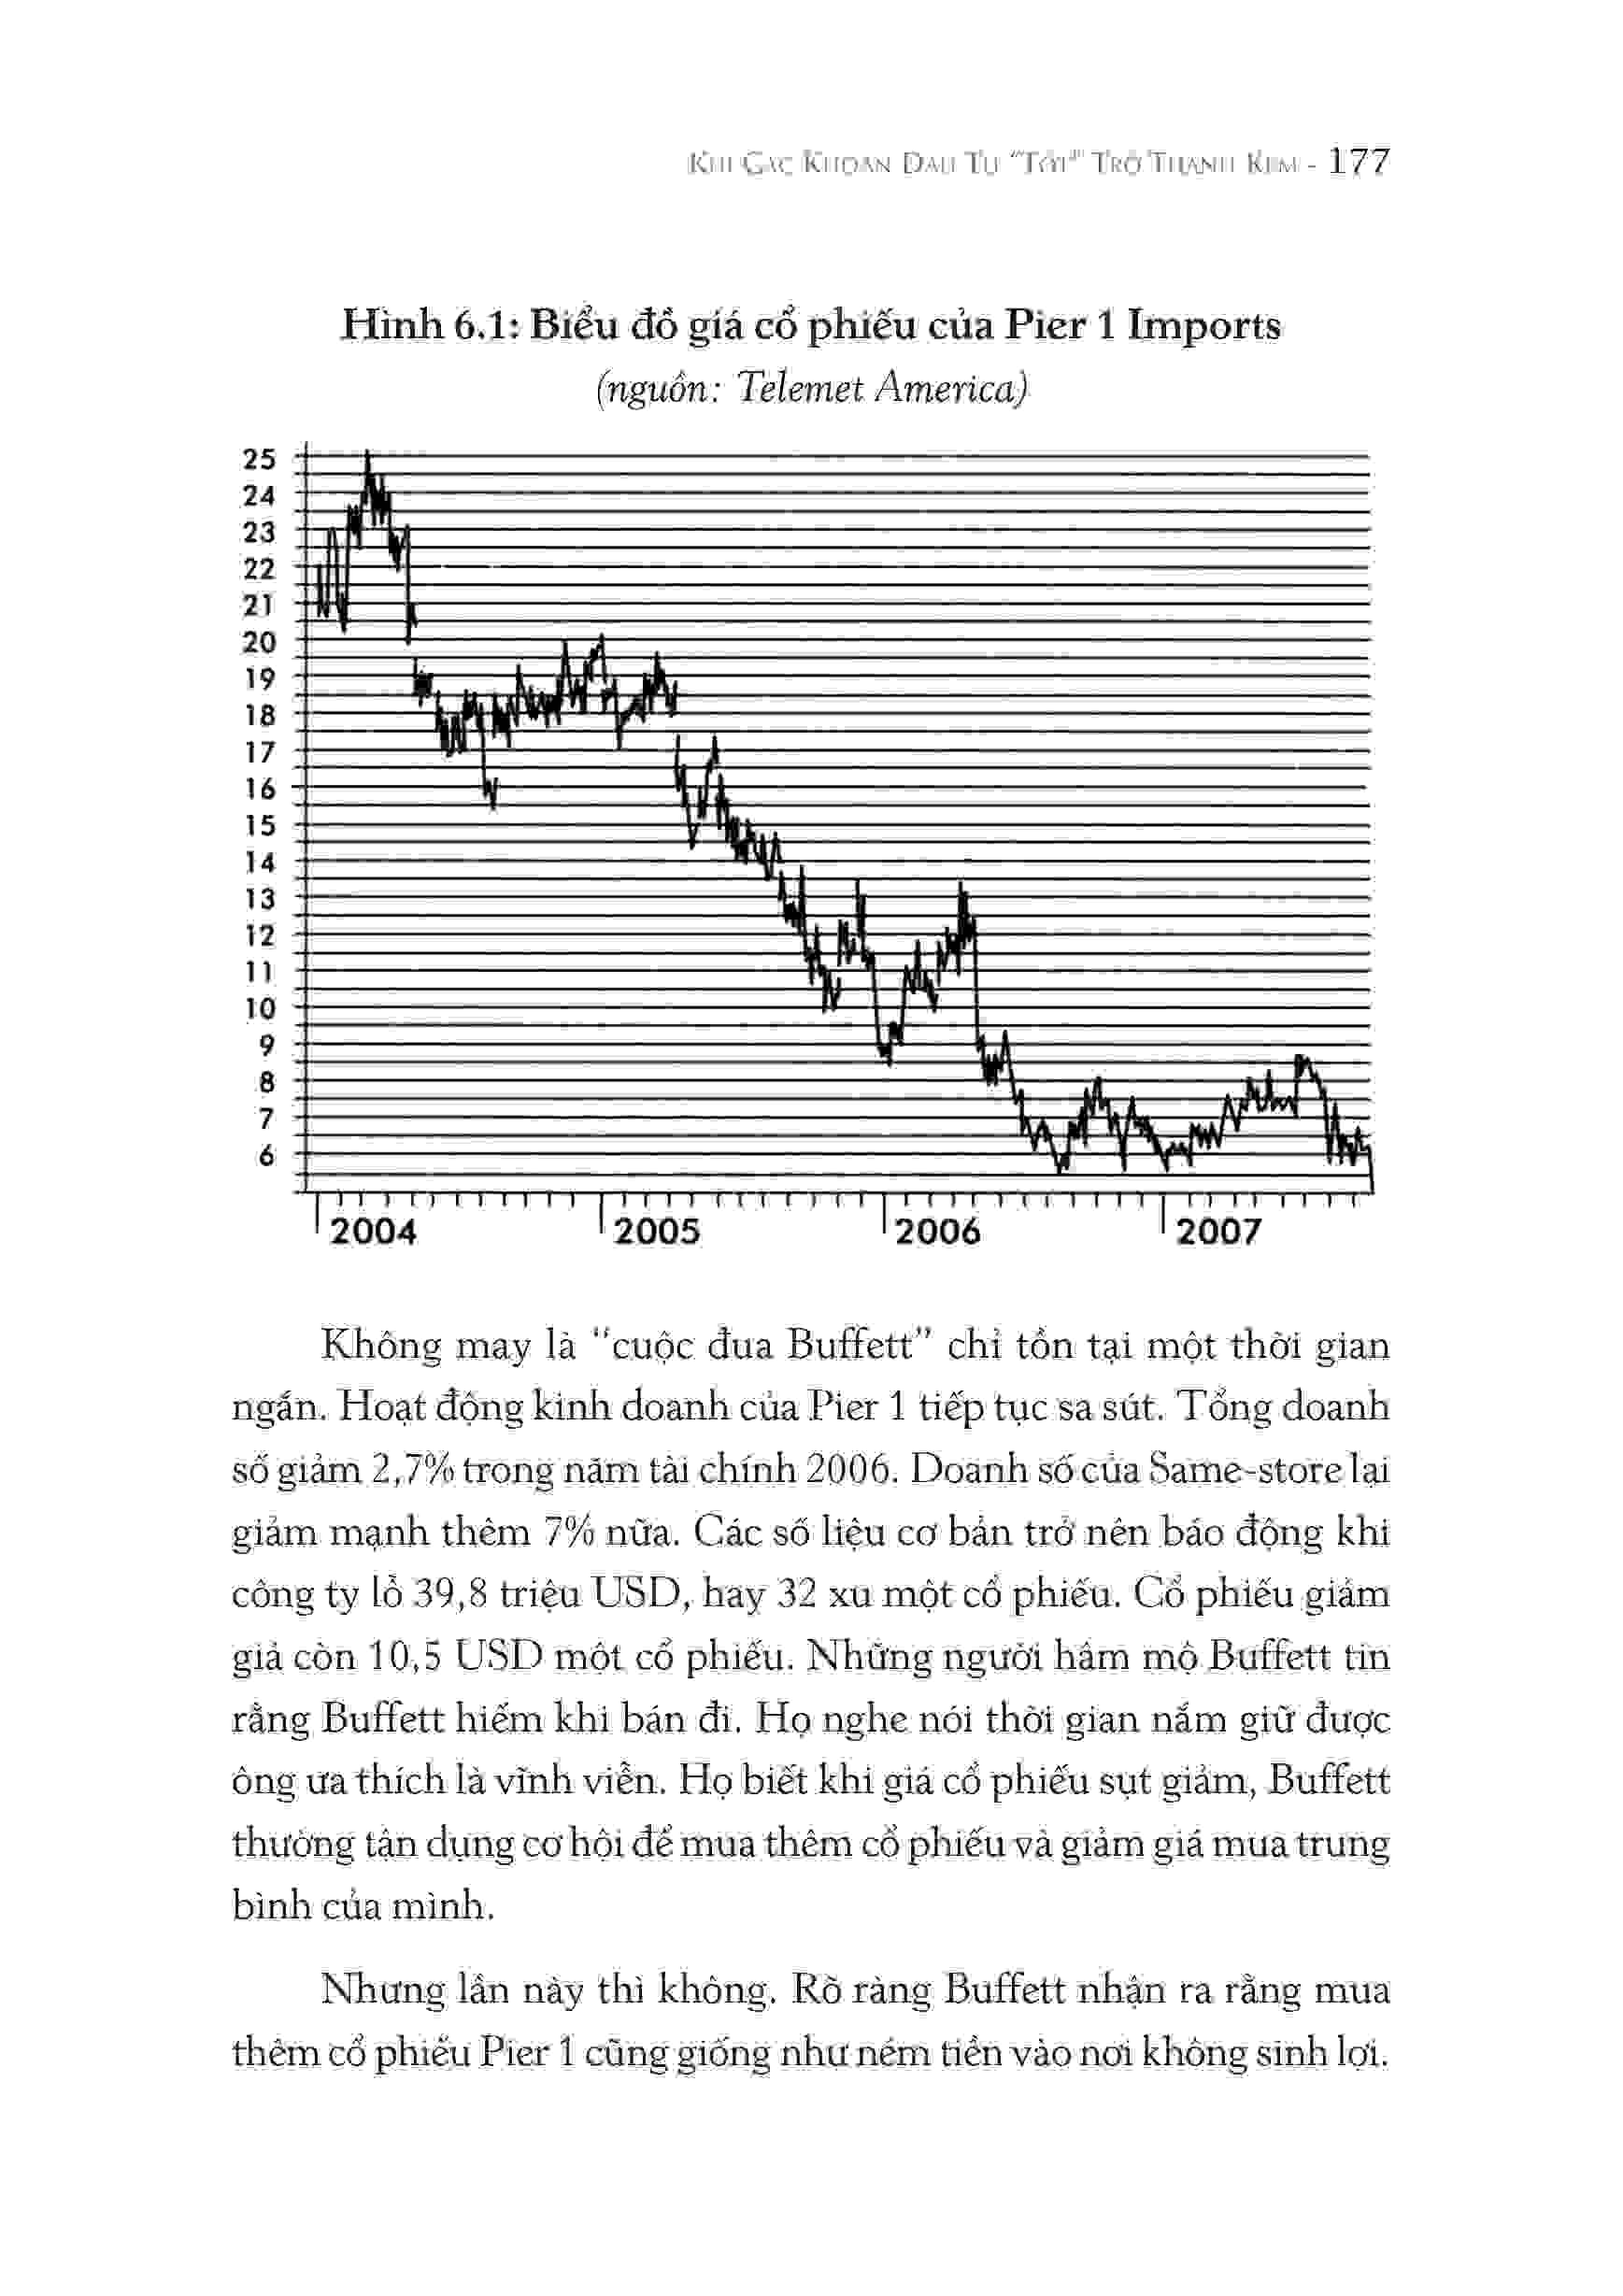 KHI CÁC KHOẢN ĐẦU TƯ "TỐT" TRỞ THÀNH KÉM - 177
Hình 6.1: Biểu đồ giá cổ phiếu của Pier 1 Imports
(nguồn: Telemet America)
25
24
23
22
21
20
19
18
17
16
15
14
13
12
11
10
9
8
7
6
2004 2005 2006 2007
Không may là "cuộc đua Buffett" chỉ tồn tại một thời gian
ngắn. Hoạt động kinh doanh của Pier 1 tiếp tục sa sút. Tổng doanh
số giảm 2,7% trong năm tài chính 2006. Doanh số của Same-store lại
giảm mạnh thêm 7% nữa. Các số liệu cơ bản trở nên báo động khi
công ty lỗ 39,8 triệu USD, hay 32 xu một cổ phiếu. Cổ phiếu giảm
giá còn 10,5 USD một cổ phiếu. Những người hâm mộ Buffett tin
rằng Buffett hiếm khi bán đi. Họ nghe nói thời gian nắm giữ được
ông ưa thích là vĩnh viễn. Họ biết khi giá cổ phiếu sụt giảm, Buffett
thường tận dụng cơ hội để mua thêm cổ phiếu và giảm giá mua trung
bình của mình.
Nhưng lần này thì không. Rõ ràng Buffett nhận ra rằng mua
thêm cổ phiếu Pier 1 cũng giống như ném tiền vào nơi không sinh lợi.